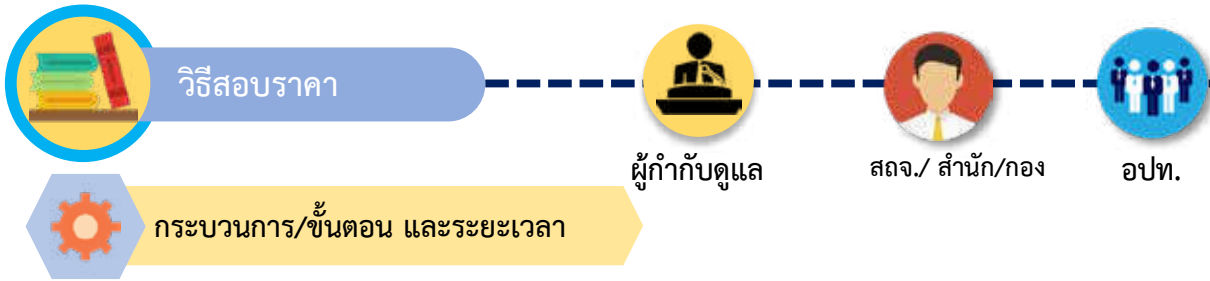 วิธีสอบราคา
ผู้กำกับดูแล
สถจ./ สำนัก/กอง
อปท.
กระบวนการ/ขั้นตอน และระยะเวลา